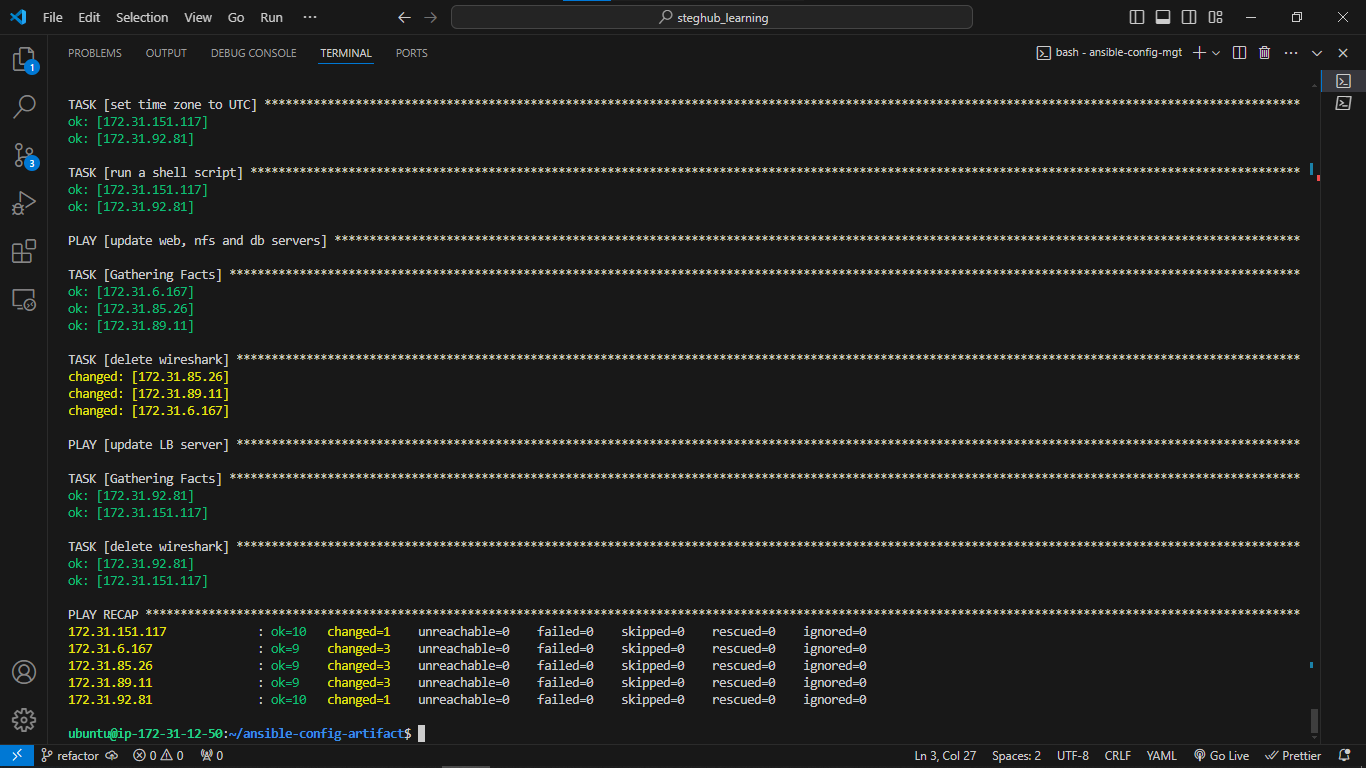 File Edit Selection View Go Run ··· steglhub_learning
PROBLEMS OUTPUT DEBUG CONSOLE TERMINAL PORTS bash - ansible-config-mgt
1
3
TASK [set time zone to UTC] ****************************************************************************************************************************************************
ok: [172.31.151.117]
ok: [172.31.92.81]
TASK [run a shell script] ******************************************************************************************************************************************************
ok: [172.31.151.117]
ok: [172.31.92.81]
PLAY [update web, nfs and db servers] ******************************************************************************************************************************************
TASK [Gathering Facts] *********************************************************************************************************************************************************
ok: [172.31.6.167]
ok: [172.31.85.26]
ok: [172.31.89.11]
TASK [delete wireshark] ********************************************************************************************************************************************************
changed: [172.31.85.26]
changed: [172.31.89.11]
changed: [172.31.6.167]
PLAY [update LB server] ********************************************************************************************************************************************************
TASK [Gathering Facts] *********************************************************************************************************************************************************
ok: [172.31.92.81]
ok: [172.31.151.117]
TASK [delete wireshark] ********************************************************************************************************************************************************
ok: [172.31.92.81]
ok: [172.31.151.117]
PLAY RECAP *********************************************************************************************************************************************************************
172.31.151.117 : ok=10 changed=1 unreachable=0 failed=0 skipped=0 rescued=0 ignored=0
172.31.6.167 : ok=9 changed=3 unreachable=0 failed=0 skipped=0 rescued=0 ignored=0
172.31.85.26 : ok=9 changed=3 unreachable=0 failed=0 skipped=0 rescued=0 ignored=0
172.31.89.11 : ok=9 changed=3 unreachable=0 failed=0 skipped=0 rescued=0 ignored=0
172.31.92.81 : ok=10 changed=1 unreachable=0 failed=0 skipped=0 rescued=0 ignored=0
ubuntu@ip-172-31-12-50:~/ansible-config-artifact$
refactor 0 0 0 Ln 3, Col 27 Spaces: 2 UTF-8 CRLF YAML Go Live Prettier